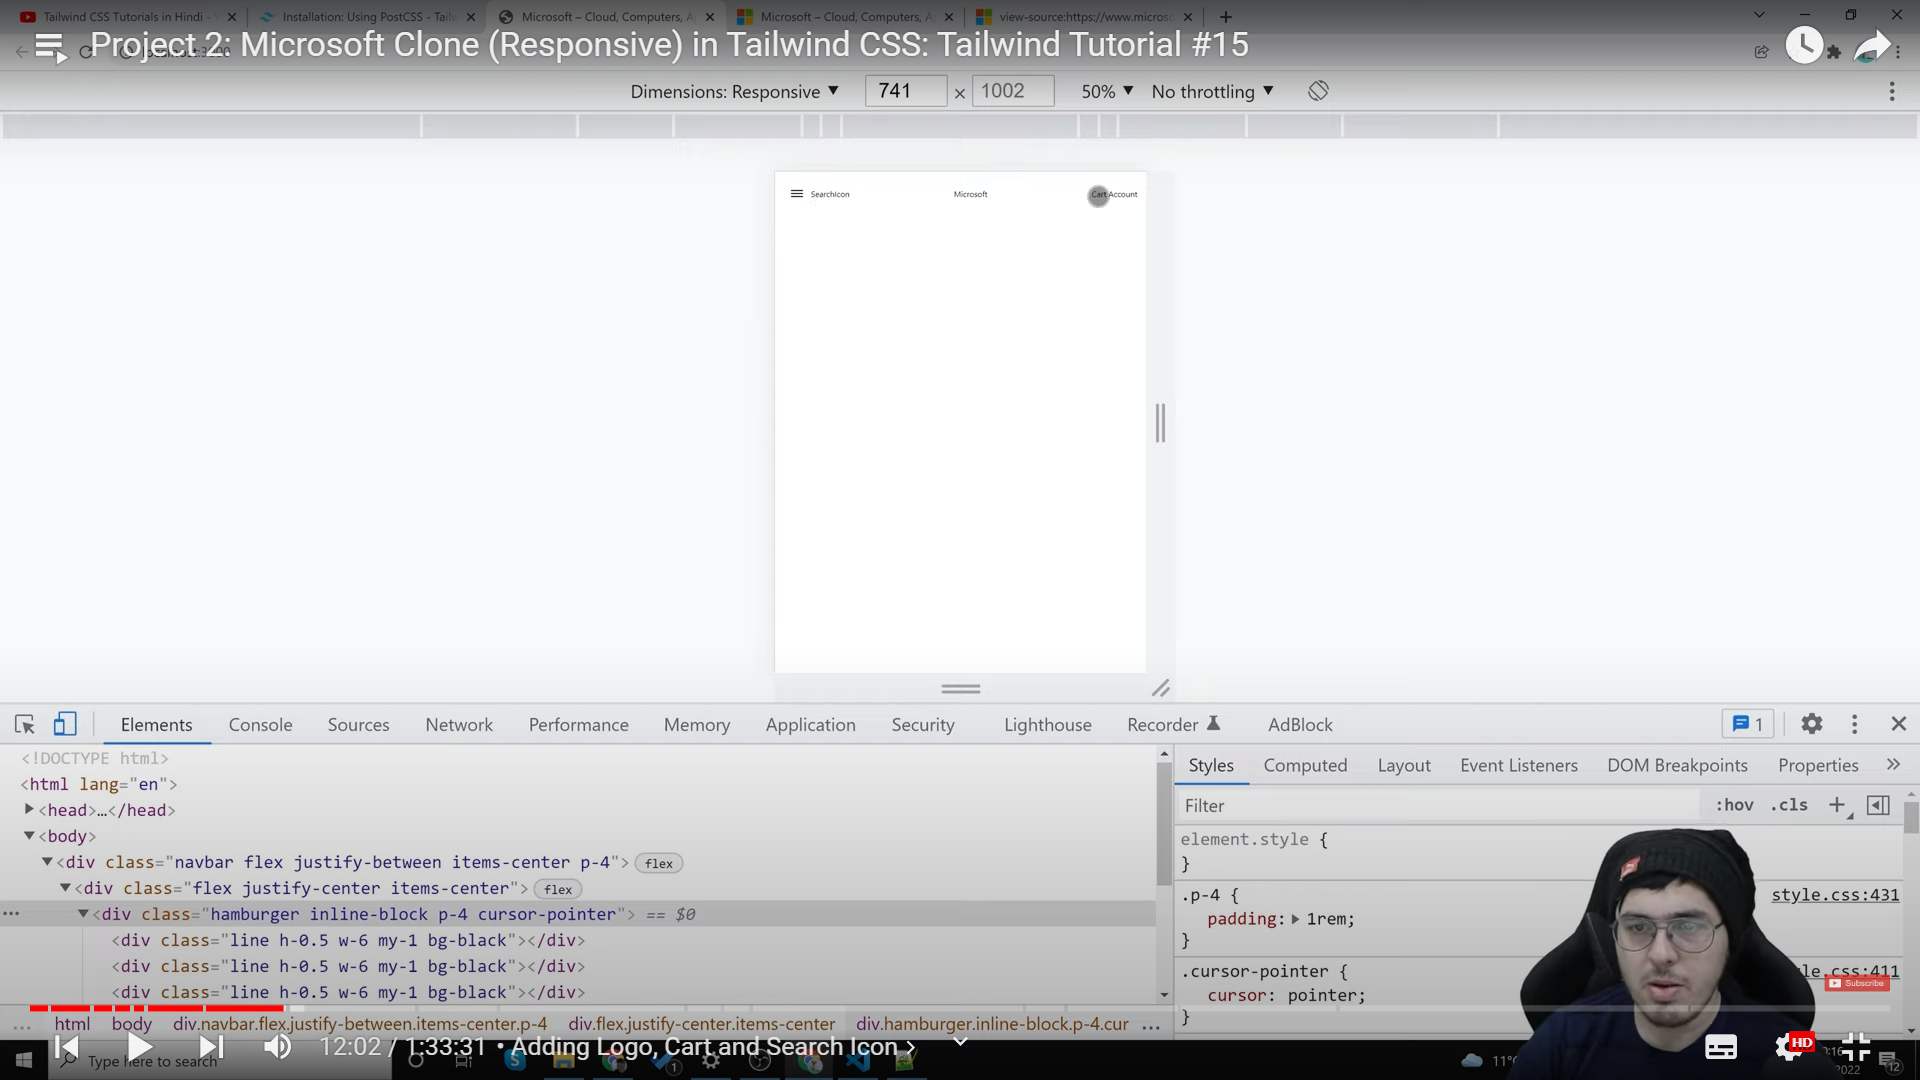 Tailwind CSS Tutorials in Hindi -
Installation: Using PostCSS - Tailw
Microsoft – Cloud, Computers, A
Microsoft – Cloud, Computers, A
view-source:https://www.micros
Project 2: Microsoft Clone (Responsive) in Tailwind CSS: Tailwind Tutorial #15
Dimensions: Responsive ▼ 741 × 1002 50% ▼ No throttling ▼
SearchIcon Microsoft Cart Account
Elements Console Sources Network Performance Memory Application Security Lighthouse Recorder AdBlock 1
<!DOCTYPE html>
<html lang="en">
<head>…</head>
<body>
<div class="navbar flex justify-between items-center p-4"> flex
<div class="flex justify-center items-center"> flex
<div class="hamburger inline-block p-4 cursor-pointer"> == $0
<div class="line h-0.5 w-6 my-1 bg-black"></div>
<div class="line h-0.5 w-6 my-1 bg-black"></div>
<div class="line h-0.5 w-6 my-1 bg-black"></div>
... html body div.navbar.flex.justify-between.items-center.p-4 div.flex.justify-center.items-center div.hamburger.inline-block.p-4.cur ...
Styles Computed Layout Event Listeners DOM Breakpoints Properties »
Filter :hov .cls +
element.style {
}
.p-4 { style.css:431
padding: 1rem;
}
.cursor-pointer { le.css:411
cursor: pointer;
}
Subscribe
12:02 / 1:33:31 • Adding Logo, Cart and Search Icon ›
HD
Type here to search
1
11°
:16
2022
12